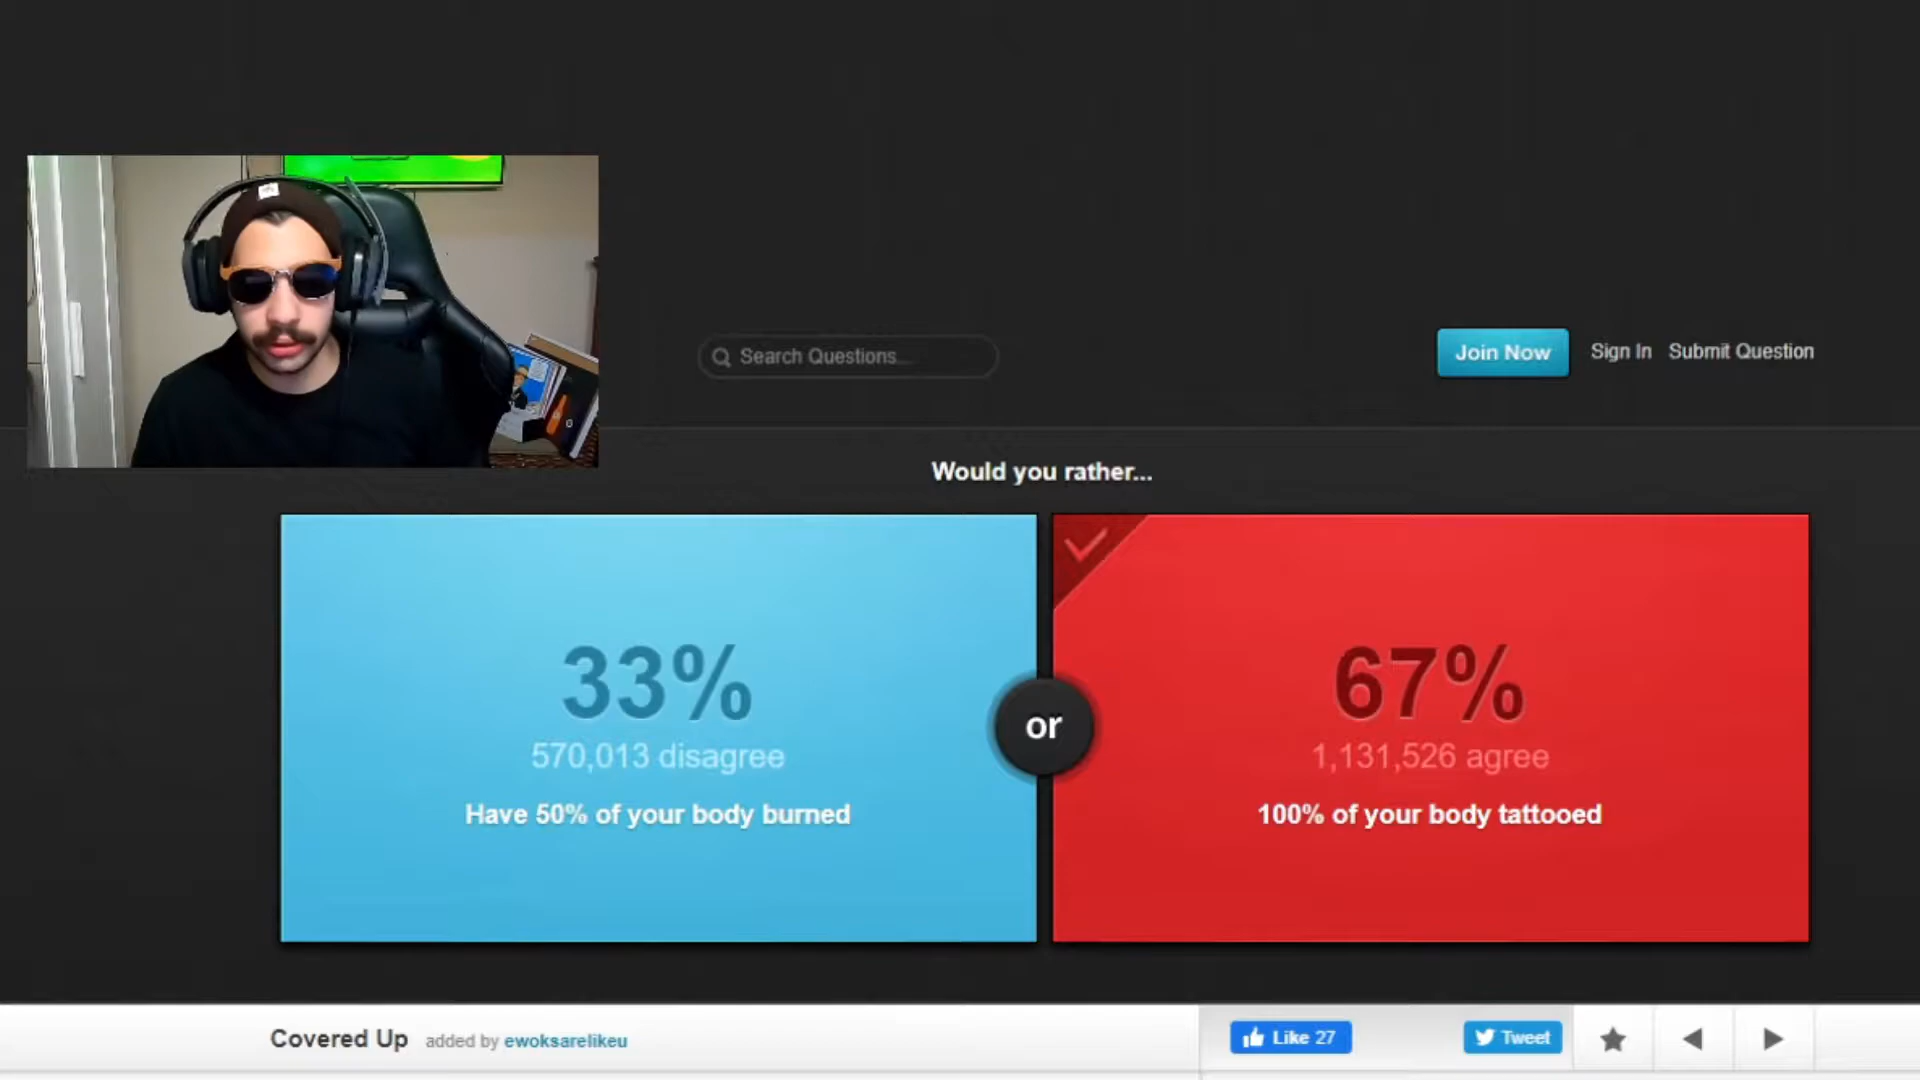 Search Questions...
Join Now
Sign In
Submit Question
Would you rather...
33%
570,013 disagree
Have 50% of your body burned
or
67%
1,131,526 agree
100% of your body tattooed
Covered Up added by ewoksarelikeu
Like 27
Tweet